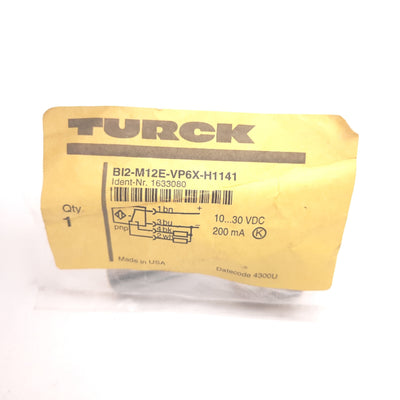 TURCK
BI2-M12E-VP6X-H1141
Ident-Nr. 1633080
Qty
1
1 bn +
3 bu -
4 bk
2 wh
pnp
10...30 VDC
200 mA K
Made in USA
Datecode 4300U